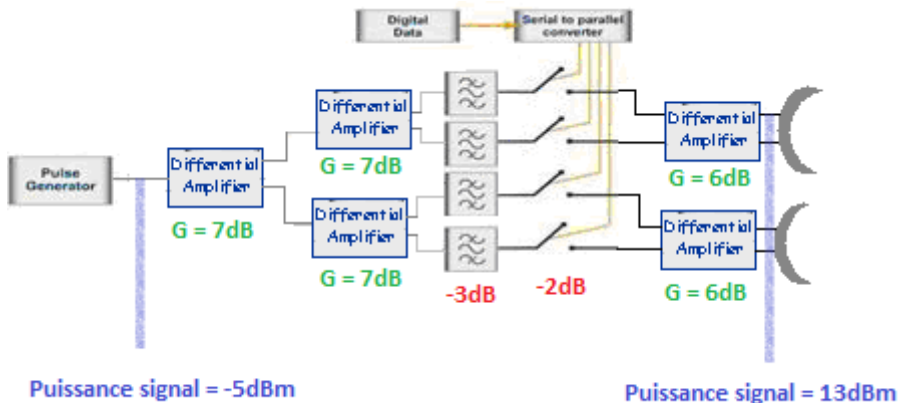 Digital
Data
Serial to parallel
converter
Differential
Amplifier
G = 7dB
Pulse
Generator
Differential
Amplifier
G = 7dB
Differential
Amplifier
G = 7dB
-3dB
-2dB
Differential
Amplifier
G = 6dB
Differential
Amplifier
G = 6dB
Puissance signal = -5dBm
Puissance signal = 13dBm